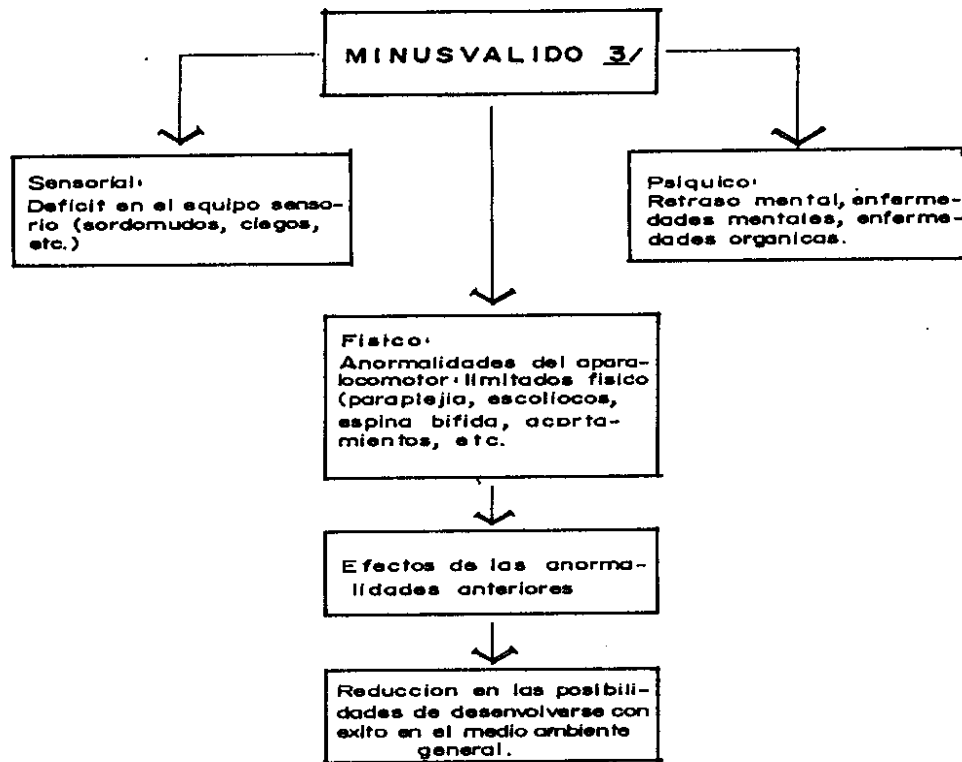 MINUSVALIDO 3/
Sensorial:
Deficit en el equipo senso-
rio (sordomudos, ciegos,
etc.)
Psiquico:
Retraso mental, enferme-
dades mentales, enferme-
dades organicas.
Fisico:
Anormalidades del apara-
locomotor: limitados fisico
(paraplejia, escoliocos,
espina bifida, acorta-
mientos, etc.
Efectos de las anorma-
lidades anteriores
Reduccion en las posibili-
dades de desenvolverse con
exito en el medio ambiente
general.